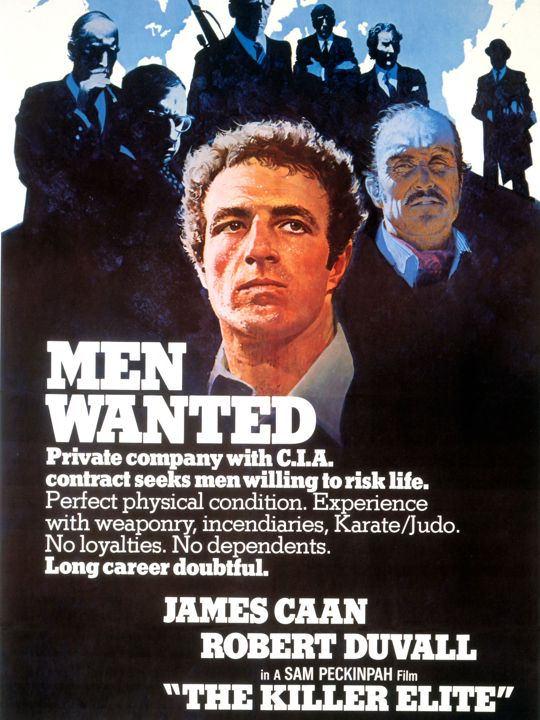 MEN
WANTED
Private company with C.I.A.
contract seeks men willing to risk life.
Perfect physical condition. Experience
with weaponry, incendiaries, Karate/Judo.
No loyalties. No dependents.
Long career doubtful.
JAMES CAAN
ROBERT DUVALL
in A SAM PECKINPAH Film
“THE KILLER ELITE”